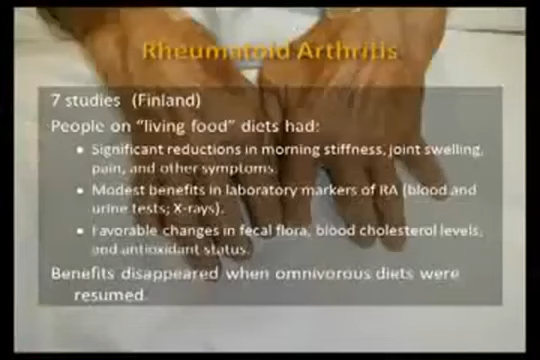 Rheumatoid Arthritis
7 studies (Finland)
People on “living food” diets had:
• Significant reductions in morning stiffness, joint swelling,
pain, and other symptoms.
• Modest benefits in laboratory markers of RA (blood and
urine tests; X-rays).
• Favorable changes in fecal flora, blood cholesterol levels,
and antioxidant status.
Benefits disappeared when omnivorous diets were
resumed.